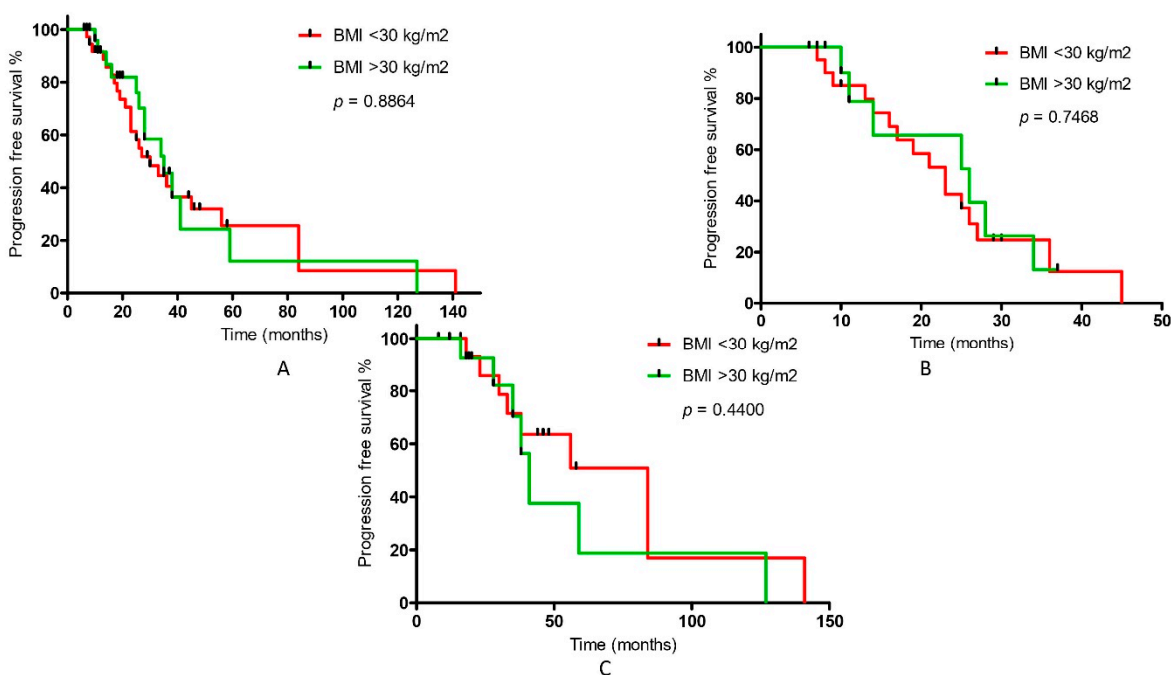 Progression free survival %
100
80
60
40
20
0
BMI <30 kg/m2
BMI >30 kg/m2
p = 0.8864
0 20 40 60 80 100 120 140
Time (months)
A
Progression free survival %
100
80
60
40
20
0
BMI <30 kg/m2
BMI >30 kg/m2
p = 0.7468
0 10 20 30 40 50
Time (months)
B
Progression free survival %
100
80
60
40
20
0
BMI <30 kg/m2
BMI >30 kg/m2
p = 0.4400
0 50 100 150
Time (months)
C